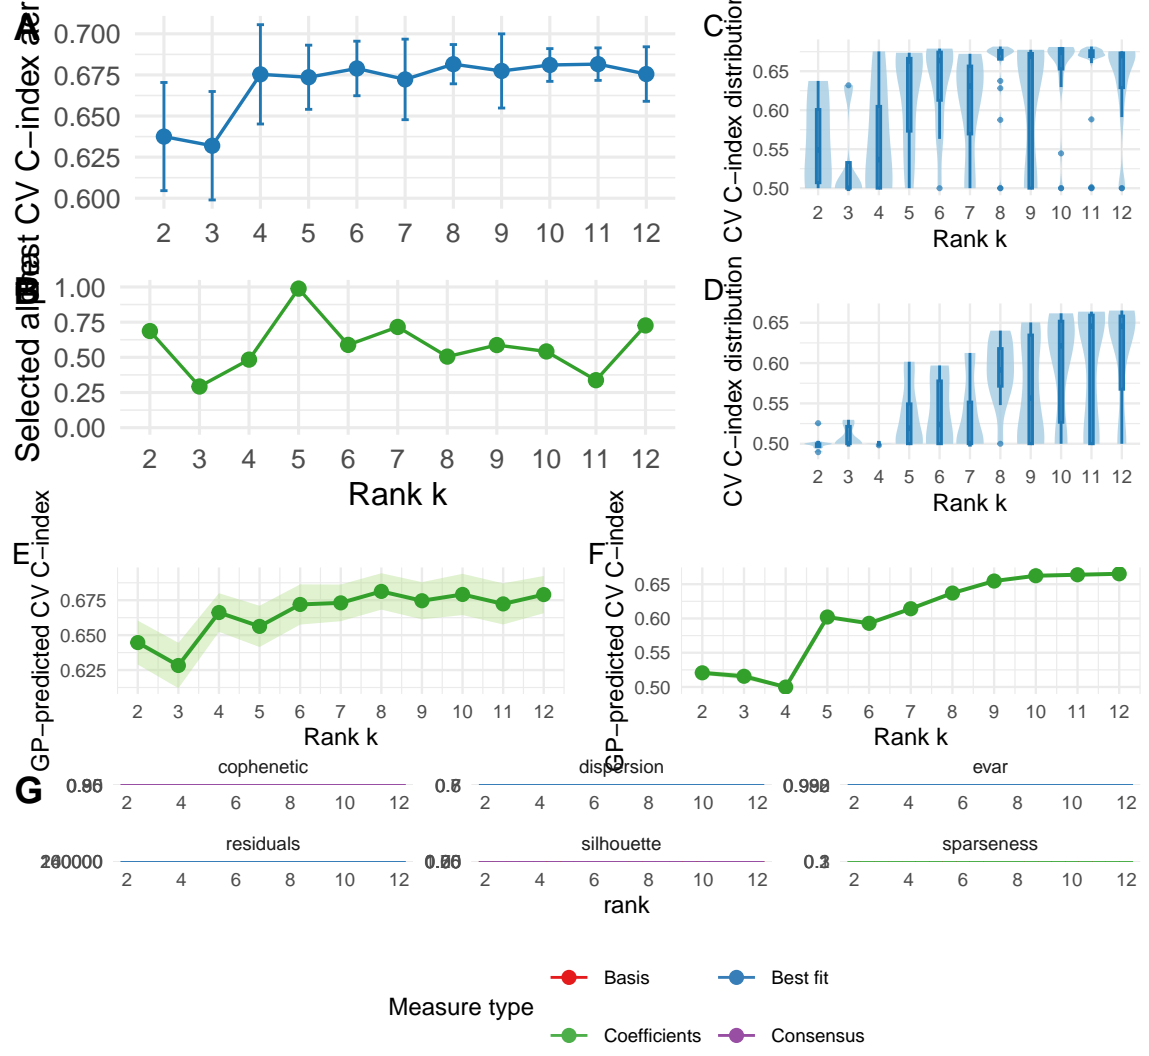 A
Best CV C−index
0.700
0.675
0.650
0.625
0.600
2 3 4 5 6 7 8 9 10 11 12
Selected
1.00
0.75
0.50
0.25
0.00
2 3 4 5 6 7 8 9 10 11 12
Rank k
C
CV C−index distribution
0.65
0.60
0.55
0.50
2 3 4 5 6 7 8 9 10 11 12
Rank k
D
CV C−index distribution
0.65
0.60
0.55
0.50
2 3 4 5 6 7 8 9 10 11 12
Rank k
E
GP−predicted CV C−index
0.675
0.650
0.625
2 3 4 5 6 7 8 9 10 11 12
Rank k
F
GP−predicted CV C−index
0.65
0.60
0.55
0.50
2 3 4 5 6 7 8 9 10 11 12
Rank k
G
cophenetic
2 4 6 8 10 12
dispersion
2 4 6 8 10 12
evar
2 4 6 8 10 12
residuals
2 4 6 8 10 12
silhouette
2 4 6 8 10 12
sparseness
2 4 6 8 10 12
rank
Measure type
Basis
Best fit
Coefficients
Consensus